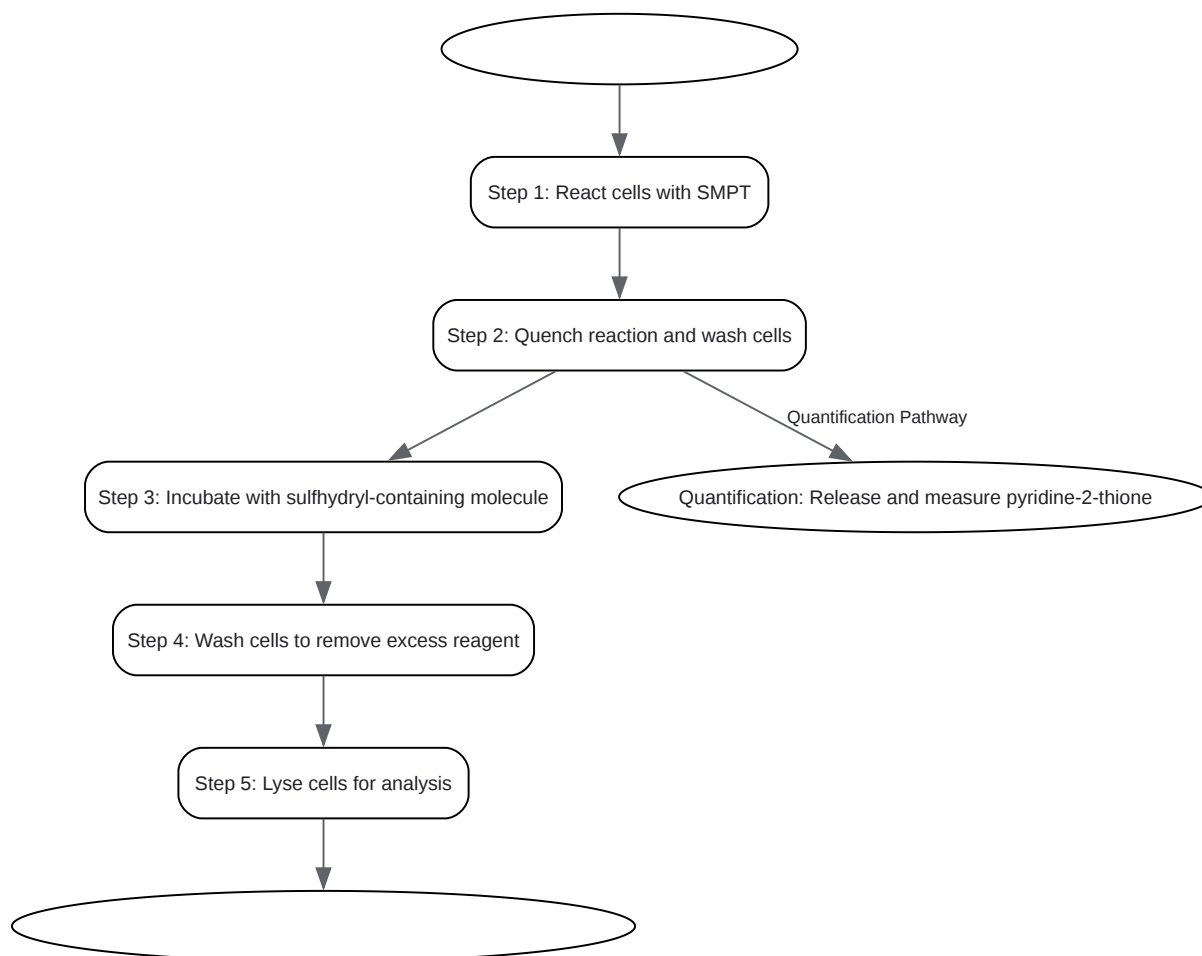 Step 1: React cells with SMPT
Step 2: Quench reaction and wash cells
Quantification Pathway
Step 3: Incubate with sulfhydryl-containing molecule
Quantification: Release and measure pyridine-2-thione
Step 4: Wash cells to remove excess reagent
Step 5: Lyse cells for analysis